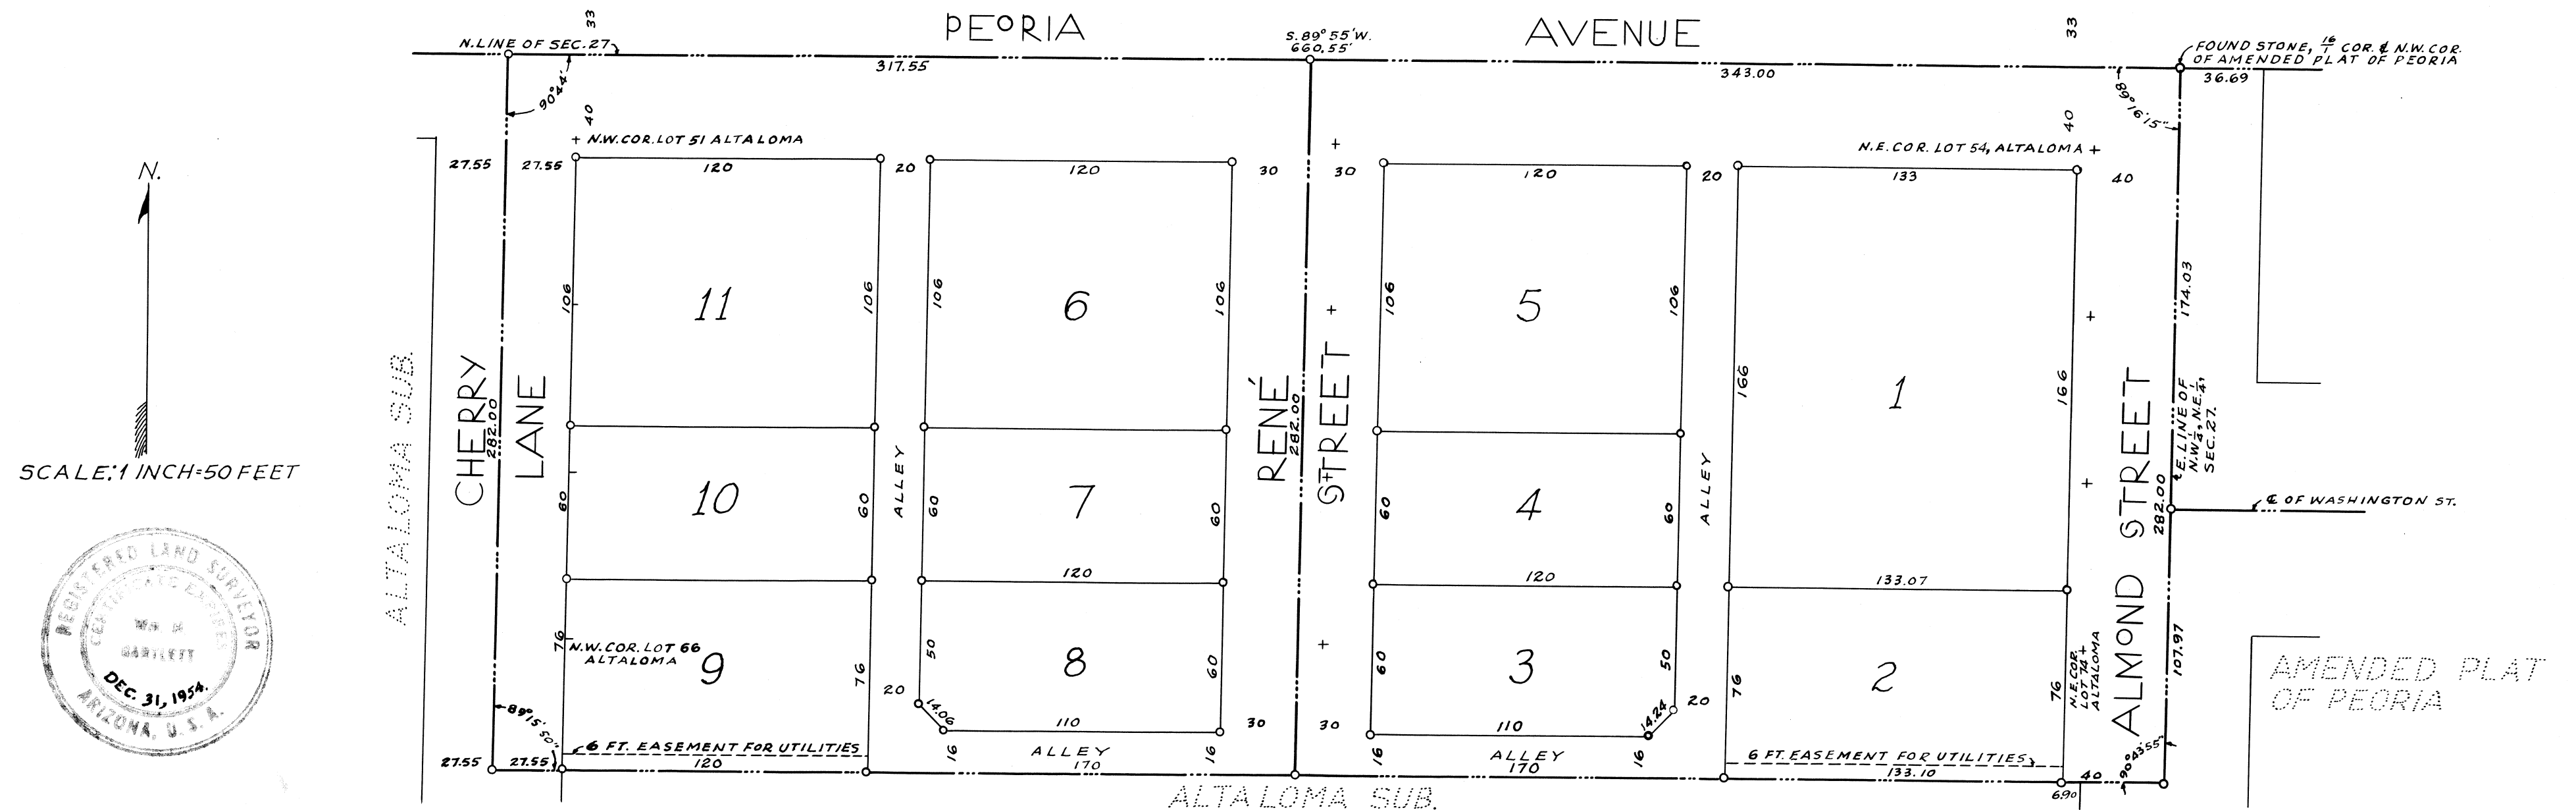 PEORIA AVENUE
33
33
N. LINE OF SEC. 27
S. 89° 55' W.
660.55'
317.55
343.00
FOUND STONE, 16/1 COR. & N.W. COR.
OF AMENDED PLAT OF PEORIA
36.69
90°44'
89°16'15"
40
40
N.W. COR. LOT 51 ALTALOMA
N.E. COR. LOT 54, ALTALOMA
27.55
27.55
120
20
120
30
30
120
20
133
40
N.
SCALE: 1 INCH=50 FEET
ALTALOMA SUB.
CHERRY
LANE
282.00
106
11
106
106
6
106
RENÉ
STREET
282.00
106
5
106
166
1
166
ALMOND STREET
174.03
E. LINE OF
N.W. ¼, N.E. ¼,
SEC. 27.
282.00
℄ OF WASHINGTON ST.
60
10
60
ALLEY
60
7
60
60
4
60
ALLEY
120
120
133.07
76
N.W. COR. LOT 66
ALTALOMA
9
76
50
8
60
60
3
50
76
2
76
N.E. COR.
LOT 74
ALTALOMA
107.97
AMENDED PLAT
OF PEORIA
20
14.06
110
30
30
110
14.24
20
89°15'50"
6 FT. EASEMENT FOR UTILITIES
16
ALLEY
16
16
ALLEY
16
6 FT. EASEMENT FOR UTILITIES
90°43'55"
27.55
27.55
120
170
170
133.10
40
6.90
ALTA LOMA SUB.
REGISTERED LAND SURVEYOR
CERTIFICATE EXPIRES
WM. H.
BARTLETT
DEC. 31, 1954.
ARIZONA, U.S.A.